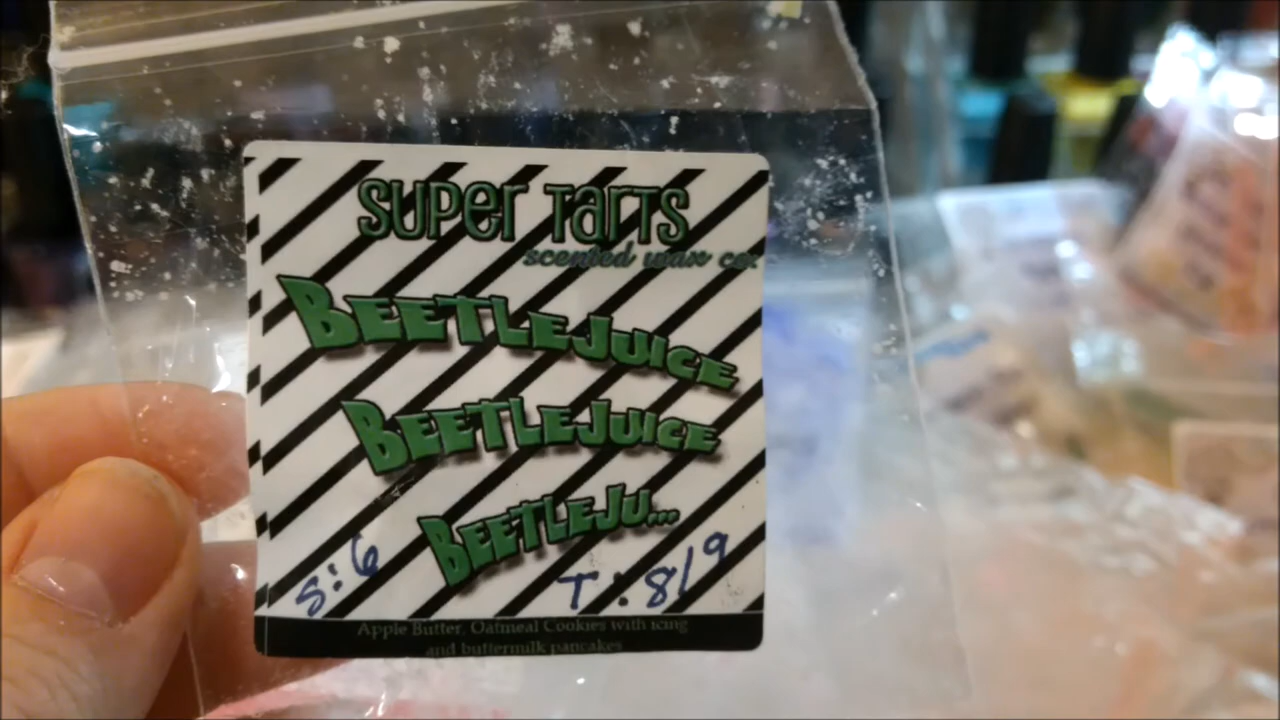 SUPER TARTS
scented wax co.
BEETLEJUICE
BEETLEJUICE
BEETLEJU...
S:6
T:8/9
Apple Butter, Oatmeal Cookies with icing
and buttermilk pancakes